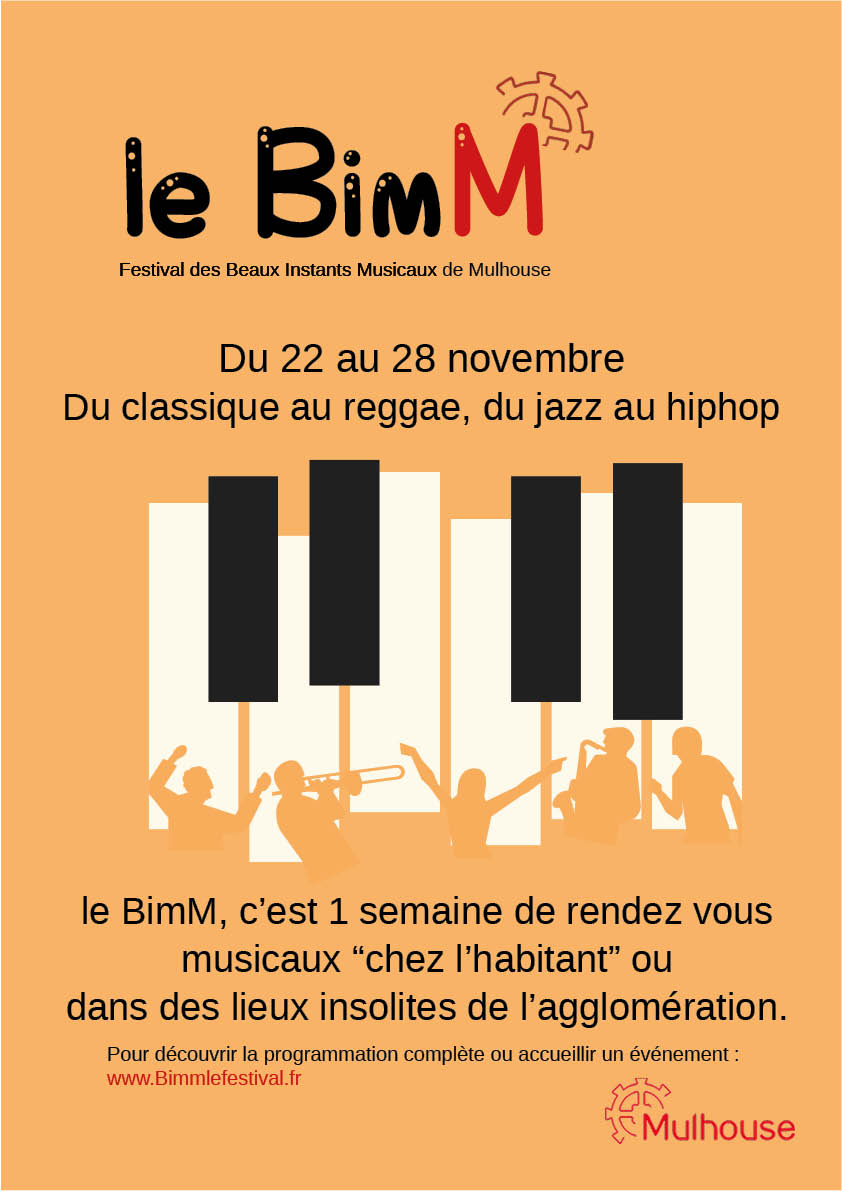 le BimM
Festival des Beaux Instants Musicaux de Mulhouse
Du 22 au 28 novembre
Du classique au reggae, du jazz au hiphop
le BimM, c’est 1 semaine de rendez vous
musicaux “chez l’habitant” ou
dans des lieux insolites de l’agglomération.
Pour découvrir la programmation complète ou accueillir un événement :
www.Bimmlefestival.fr
Mulhouse